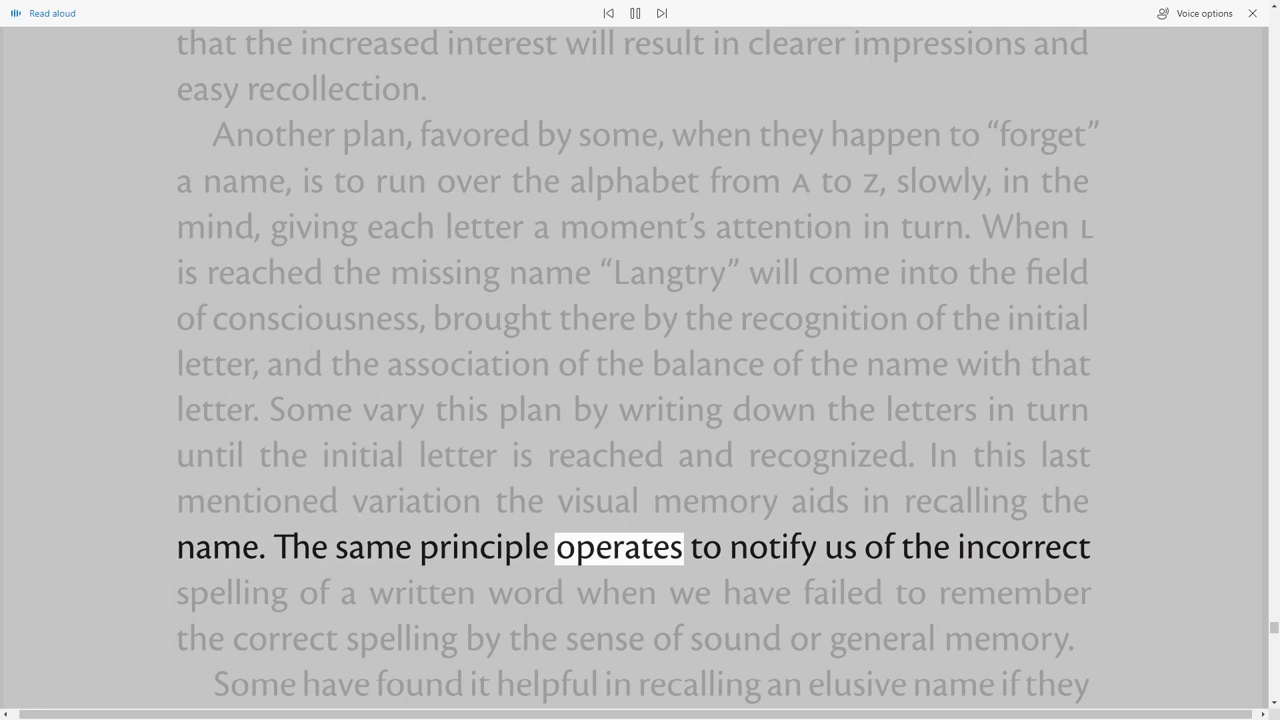 Read aloud
Voice options
that the increased interest will result in clearer impressions and
easy recollection.
Another plan, favored by some, when they happen to “forget”
a name, is to run over the alphabet from A to Z, slowly, in the
mind, giving each letter a moment’s attention in turn. When L
is reached the missing name “Langtry” will come into the field
of consciousness, brought there by the recognition of the initial
letter, and the association of the balance of the name with that
letter. Some vary this plan by writing down the letters in turn
until the initial letter is reached and recognized. In this last
mentioned variation the visual memory aids in recalling the
name. The same principle operates to notify us of the incorrect
spelling of a written word when we have failed to remember
the correct spelling by the sense of sound or general memory.
Some have found it helpful in recalling an elusive name if they